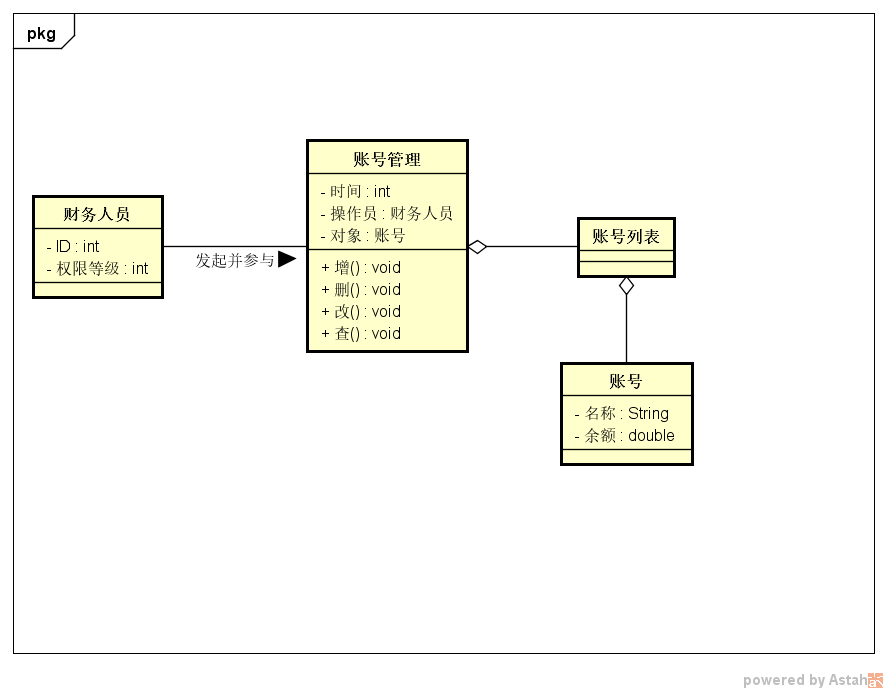 pkg
财务人员
- ID : int
- 权限等级 : int
发起并参与
账号管理
- 时间 : int
- 操作员 : 财务人员
- 对象 : 账号
+ 增() : void
+ 删() : void
+ 改() : void
+ 查() : void
账号列表
账号
- 名称 : String
- 余额 : double
powered by Astah